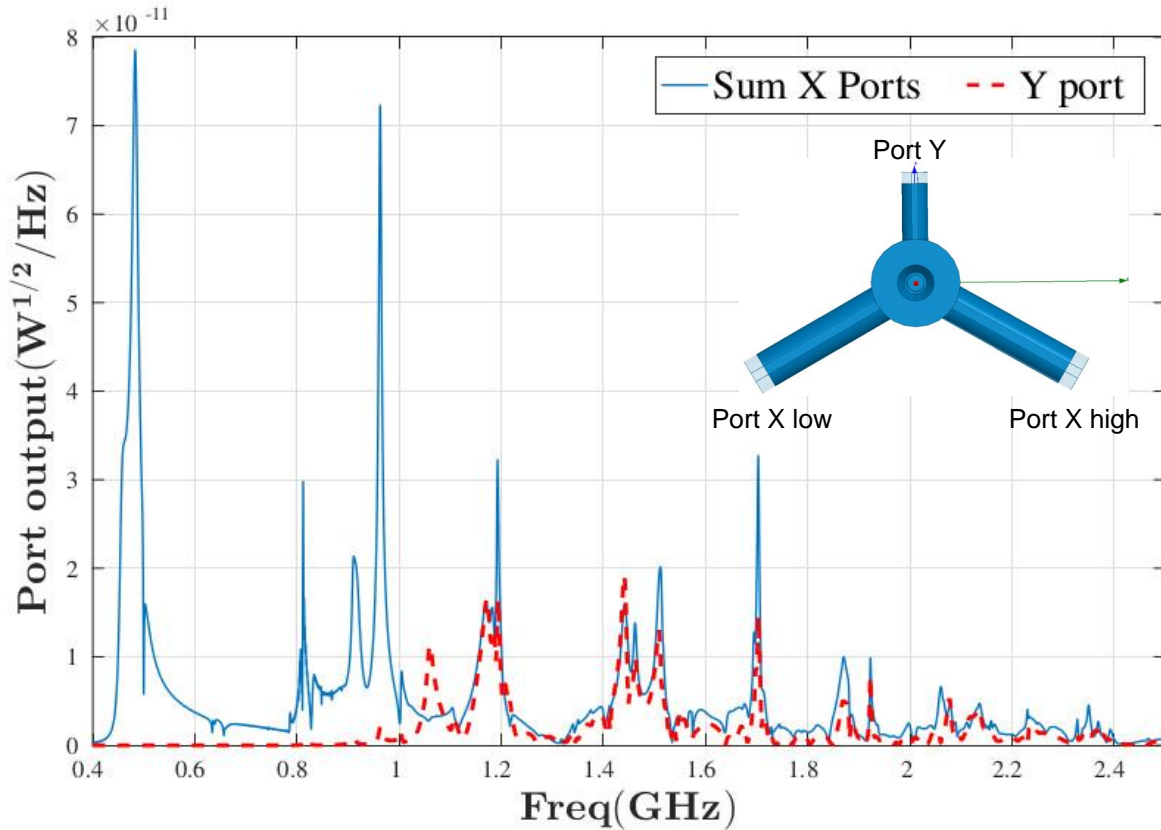 ×10 -11
8
7
6
5
4
3
2
1
0
Port output(W1/2/Hz)
Sum X Ports
Y port
Port Y
Port X low
Port X high
0.4 0.6 0.8 1 1.2 1.4 1.6 1.8 2 2.2 2.4
Freq(GHz)